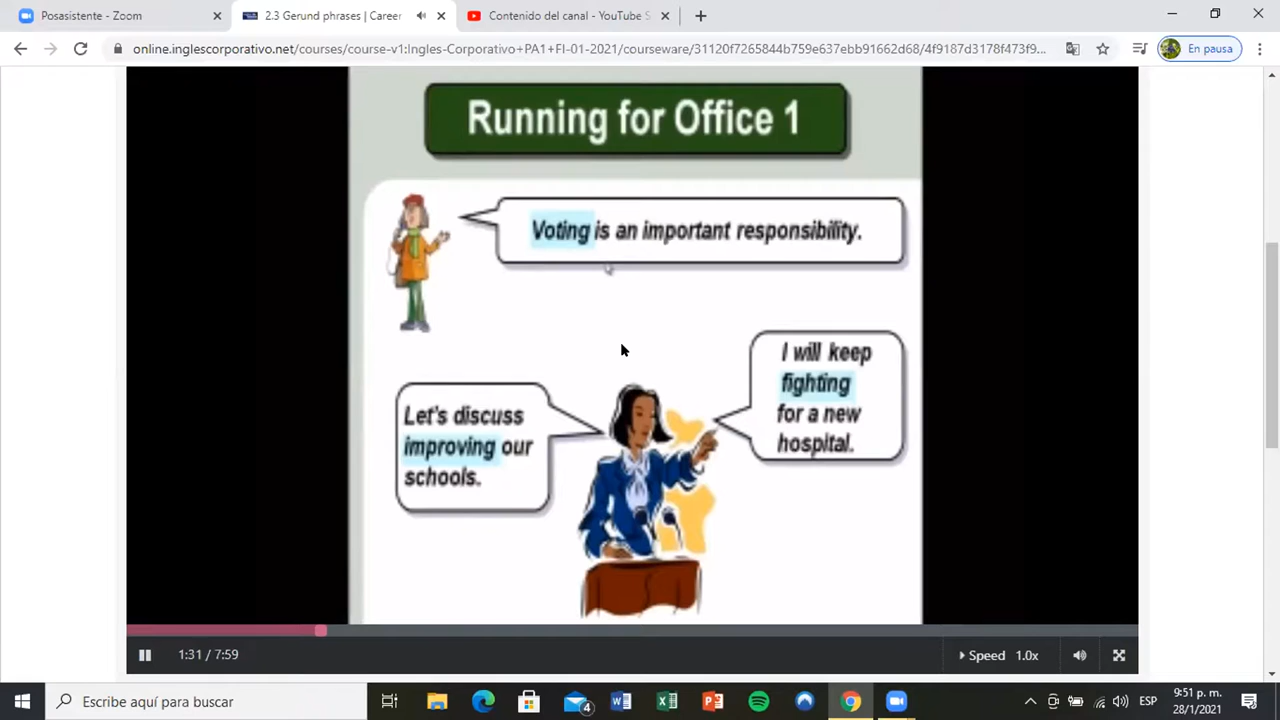 Posasistente - Zoom
2.3 Gerund phrases | Career
Contenido del canal - YouTube S
online.inglescorporativo.net/courses/course-v1:Ingles-Corporativo+PA1+FI-01-2021/courseware/31120f7265844b759e637ebb91662d68/4f9187d3178f473f9...
En pausa
Running for Office 1
Voting is an important responsibility.
I will keep
fighting
for a new
hospital.
Let's discuss
improving our
schools.
1:31 / 7:59
Speed 1.0x
Escribe aquí para buscar
4
ESP
9:51 p. m.
28/1/2021